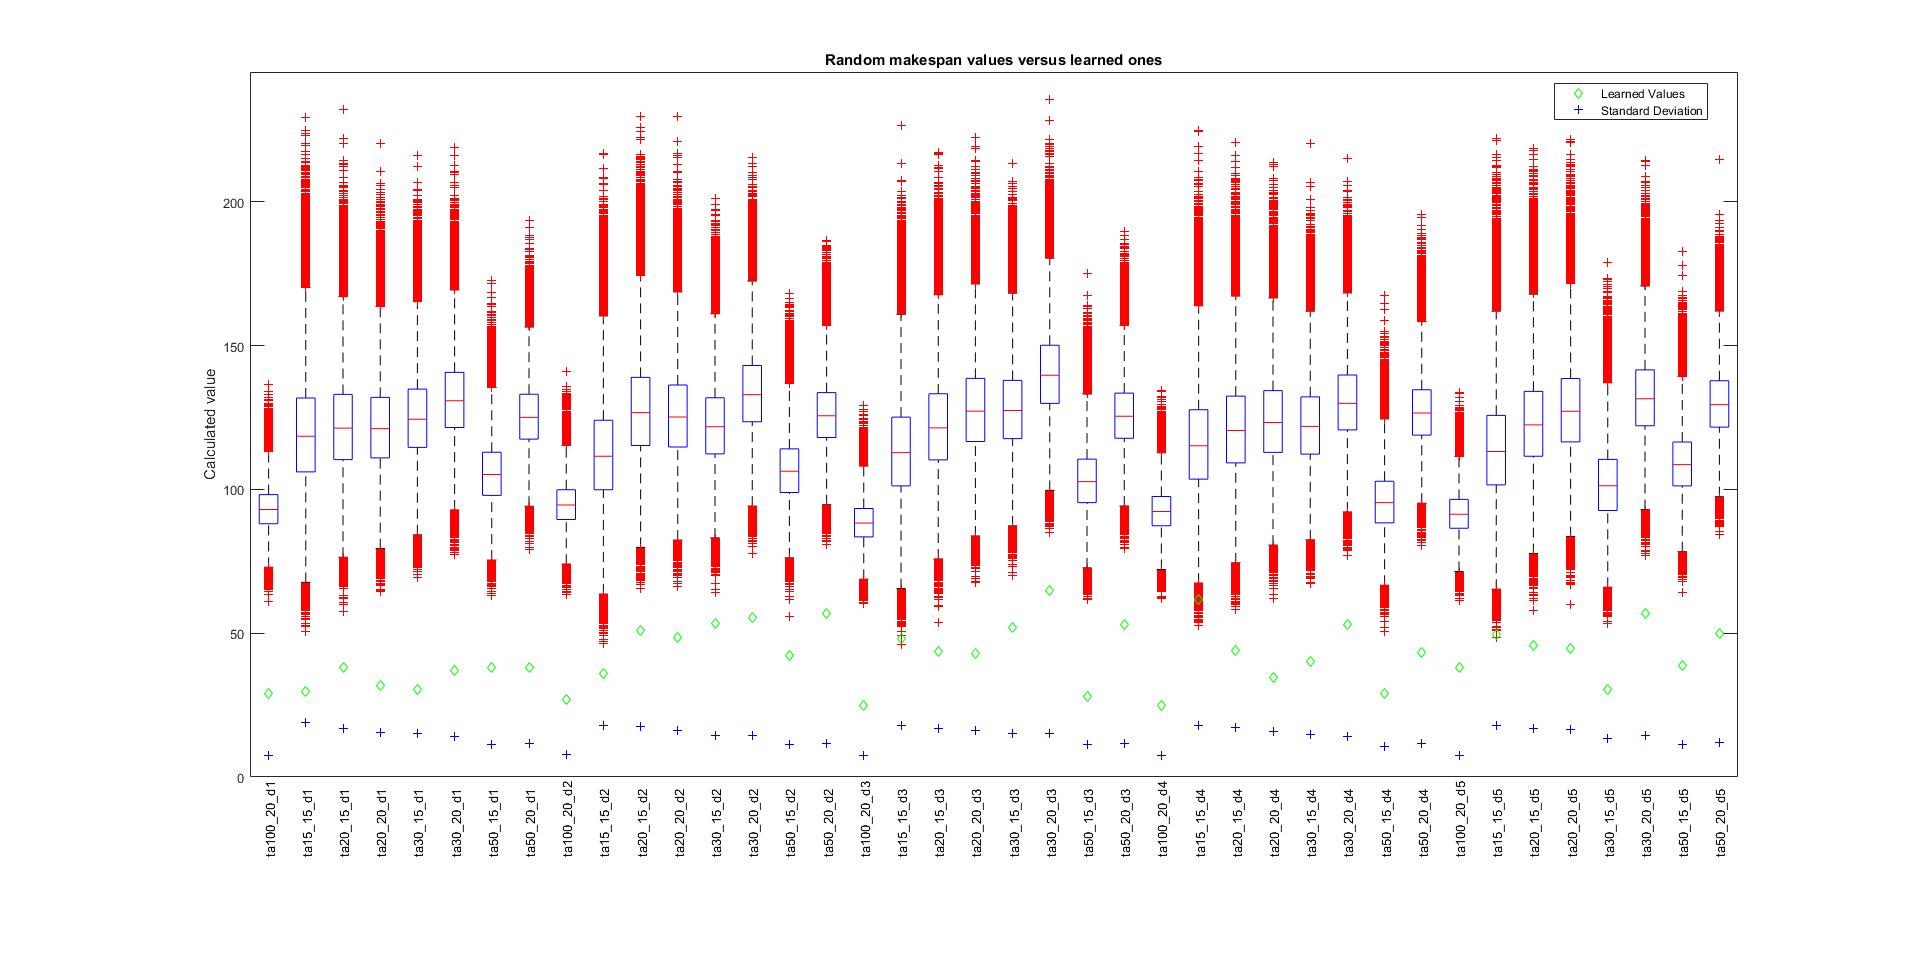 Random makespan values versus learned ones
Learned Values
Standard Deviation
Calculated value
200
150
100
50
0
ta100_20_d1
ta15_15_d1
ta20_15_d1
ta20_20_d1
ta30_15_d1
ta30_20_d1
ta50_15_d1
ta50_20_d1
ta100_20_d2
ta15_15_d2
ta20_15_d2
ta20_20_d2
ta30_15_d2
ta30_20_d2
ta50_15_d2
ta50_20_d2
ta100_20_d3
ta15_15_d3
ta20_15_d3
ta20_20_d3
ta30_15_d3
ta30_20_d3
ta50_15_d3
ta50_20_d3
ta100_20_d4
ta15_15_d4
ta20_15_d4
ta20_20_d4
ta30_15_d4
ta30_20_d4
ta50_15_d4
ta50_20_d4
ta100_20_d5
ta15_15_d5
ta20_15_d5
ta20_20_d5
ta30_15_d5
ta30_20_d5
ta50_15_d5
ta50_20_d5